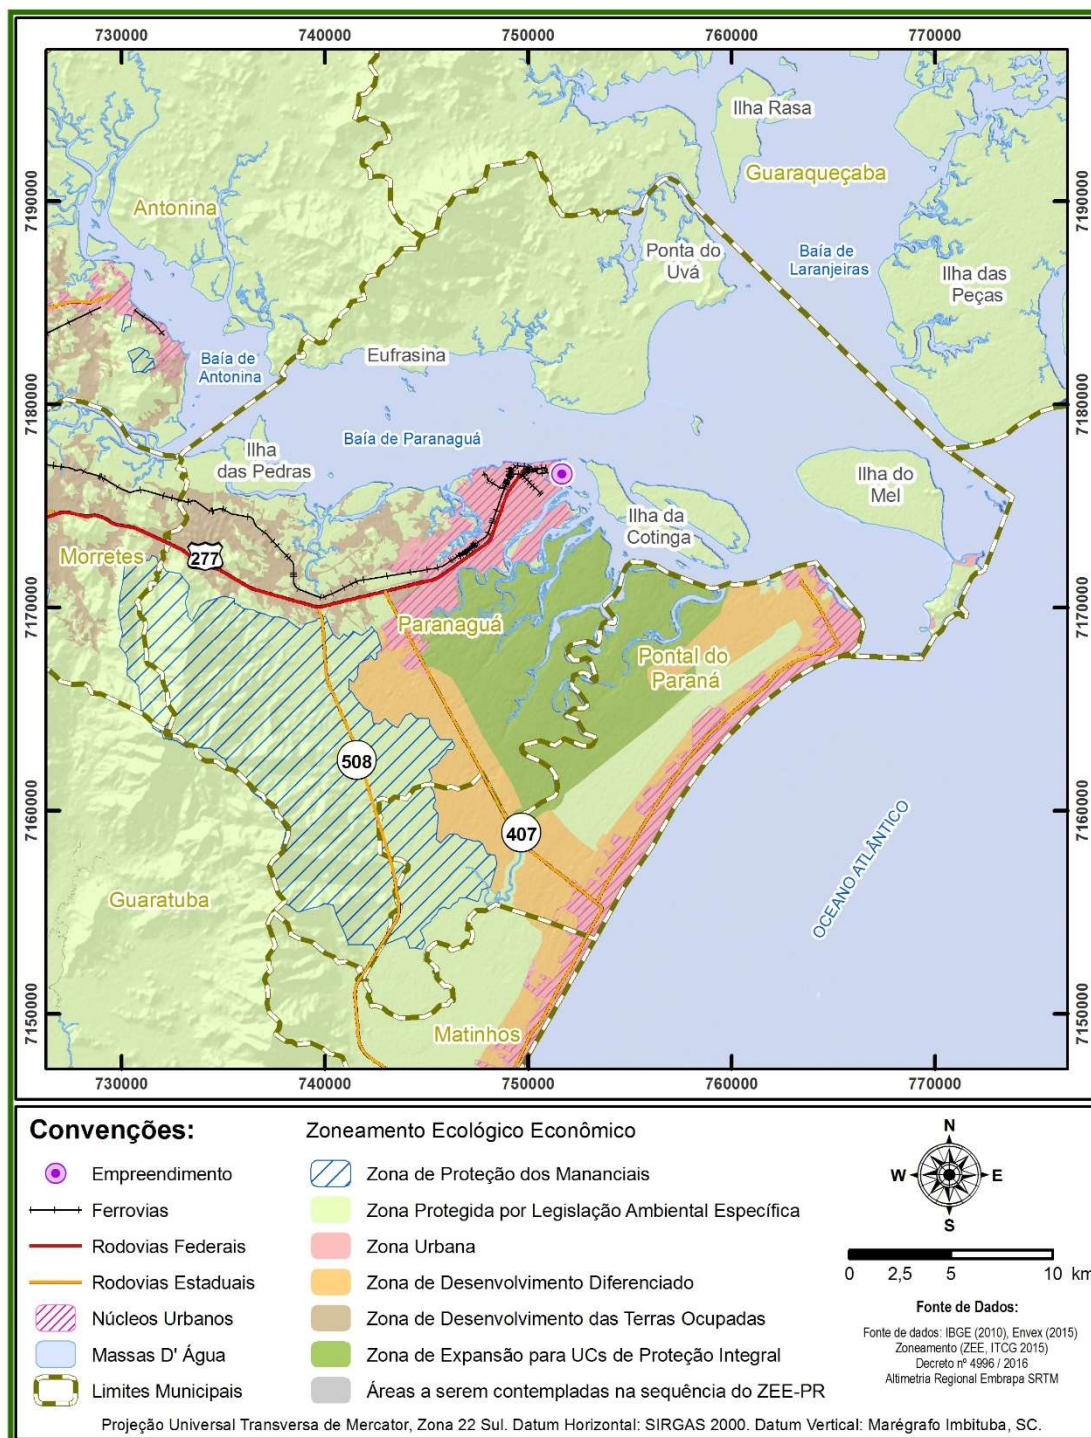 730000 740000 750000 760000 770000
7190000 7190000
7180000 7180000
7170000 7170000
7160000 7160000
7150000 7150000
Ilha Rasa
Guaraqueçaba
Antonina
Ponta do
Uvá
Baía de
Laranjeiras
Ilha das
Peças
Baía de
Antonina
Eufrasina
Baía de Paranaguá
Ilha
das Pedras
Ilha do
Mel
Ilha da
Cotinga
Morretes
277
Paranaguá
Pontal do
Paraná
508
407
Guaratuba
OCEANO ATLÂNTICO
Matinhos
730000 740000 750000 760000 770000
Convenções:
Empreendimento
Ferrovias
Rodovias Federais
Rodovias Estaduais
Núcleos Urbanos
Massas D' Água
Limites Municipais
Zoneamento Ecológico Econômico
Zona de Proteção dos Mananciais
Zona Protegida por Legislação Ambiental Específica
Zona Urbana
Zona de Desenvolvimento Diferenciado
Zona de Desenvolvimento das Terras Ocupadas
Zona de Expansão para UCs de Proteção Integral
Áreas a serem contempladas na sequência do ZEE-PR
N
W E
S
0 2,5 5 10 km
Fonte de Dados:
Fonte de dados: IBGE (2010), Envex (2015)
Zoneamento (ZEE, ITCG 2015)
Decreto nº 4996 / 2016
Altimetria Regional Embrapa SRTM
Projeção Universal Transversa de Mercator, Zona 22 Sul. Datum Horizontal: SIRGAS 2000. Datum Vertical: Marégrafo Imbituba, SC.